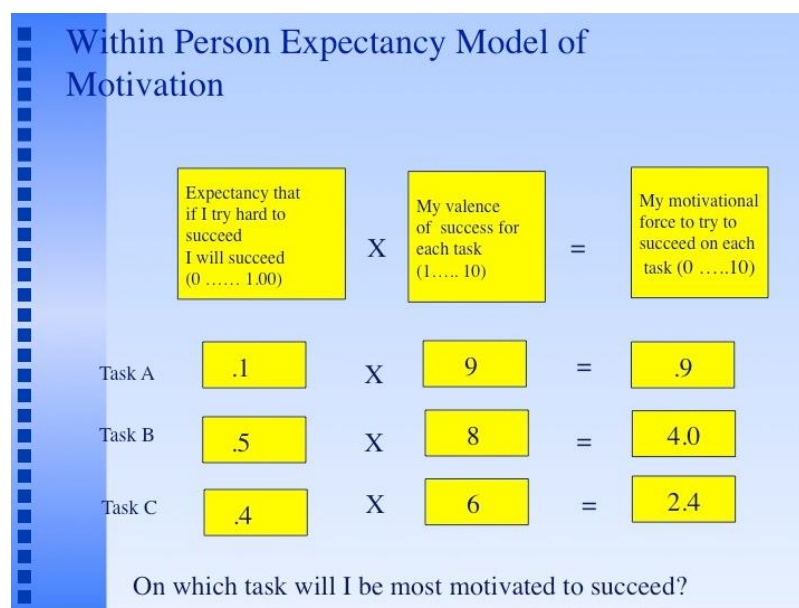 Within Person Expectancy Model of
Motivation
Expectancy that
if I try hard to
succeed
I will succeed
(0 ...... 1.00)
X
My valence
of success for
each task
(1..... 10)
=
My motivational
force to try to
succeed on each
task (0 .....10)
Task A .1 X 9 = .9
Task B .5 X 8 = 4.0
Task C .4 X 6 = 2.4
On which task will I be most motivated to succeed?